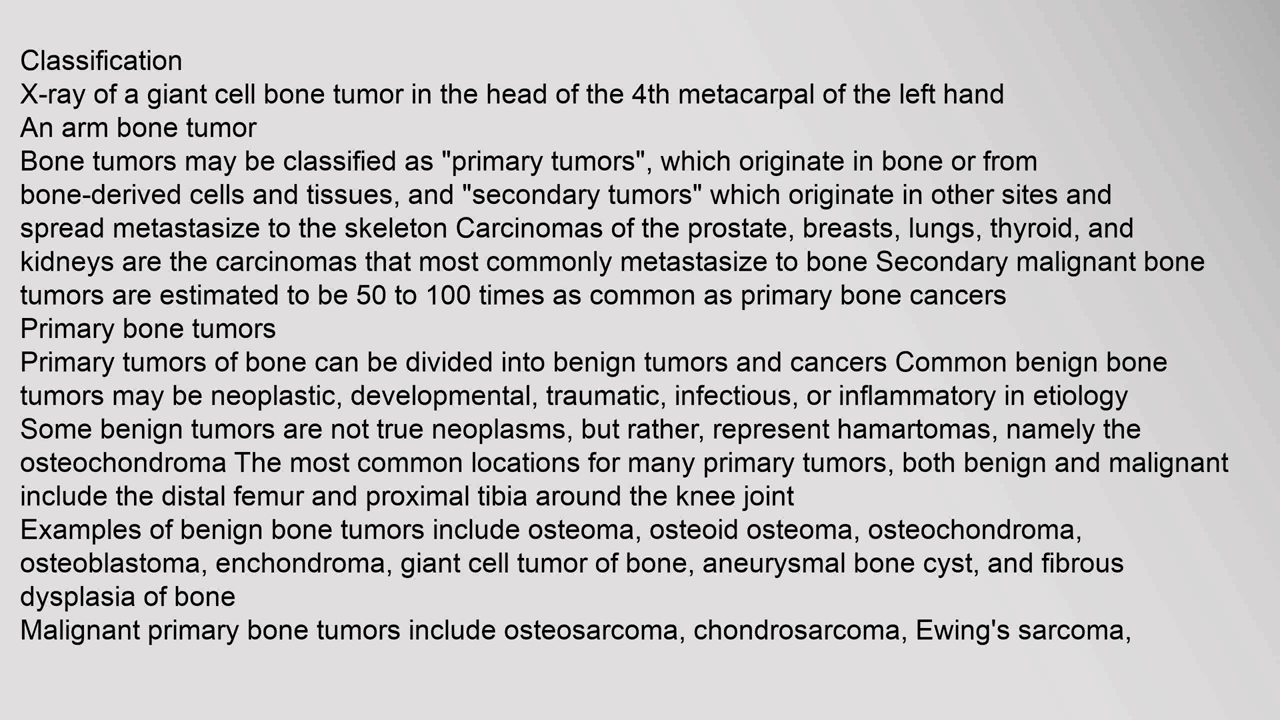 Classification
X-ray of a giant cell bone tumor in the head of the 4th metacarpal of the left hand
An arm bone tumor
Bone tumors may be classified as "primary tumors", which originate in bone or from
bone-derived cells and tissues, and "secondary tumors" which originate in other sites and
spread metastasize to the skeleton Carcinomas of the prostate, breasts, lungs, thyroid, and
kidneys are the carcinomas that most commonly metastasize to bone Secondary malignant bone
tumors are estimated to be 50 to 100 times as common as primary bone cancers
Primary bone tumors
Primary tumors of bone can be divided into benign tumors and cancers Common benign bone
tumors may be neoplastic, developmental, traumatic, infectious, or inflammatory in etiology
Some benign tumors are not true neoplasms, but rather, represent hamartomas, namely the
osteochondroma The most common locations for many primary tumors, both benign and malignant
include the distal femur and proximal tibia around the knee joint
Examples of benign bone tumors include osteoma, osteoid osteoma, osteochondroma,
osteoblastoma, enchondroma, giant cell tumor of bone, aneurysmal bone cyst, and fibrous
dysplasia of bone
Malignant primary bone tumors include osteosarcoma, chondrosarcoma, Ewing's sarcoma,